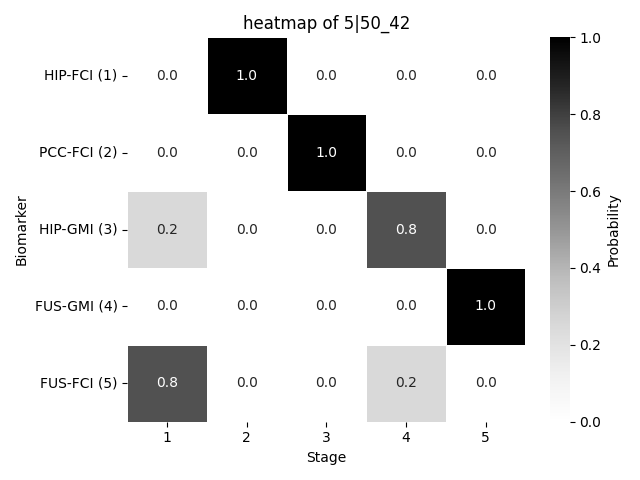 heatmap of 5|50_42
HIP-FCI (1) 0.0 1.0 0.0 0.0 0.0
PCC-FCI (2) 0.0 0.0 1.0 0.0 0.0
HIP-GMI (3) 0.2 0.0 0.0 0.8 0.0
FUS-GMI (4) 0.0 0.0 0.0 0.0 1.0
FUS-FCI (5) 0.8 0.0 0.0 0.2 0.0
1 2 3 4 5
Stage
Biomarker
1.0
0.8
0.6
0.4
0.2
0.0
Probability